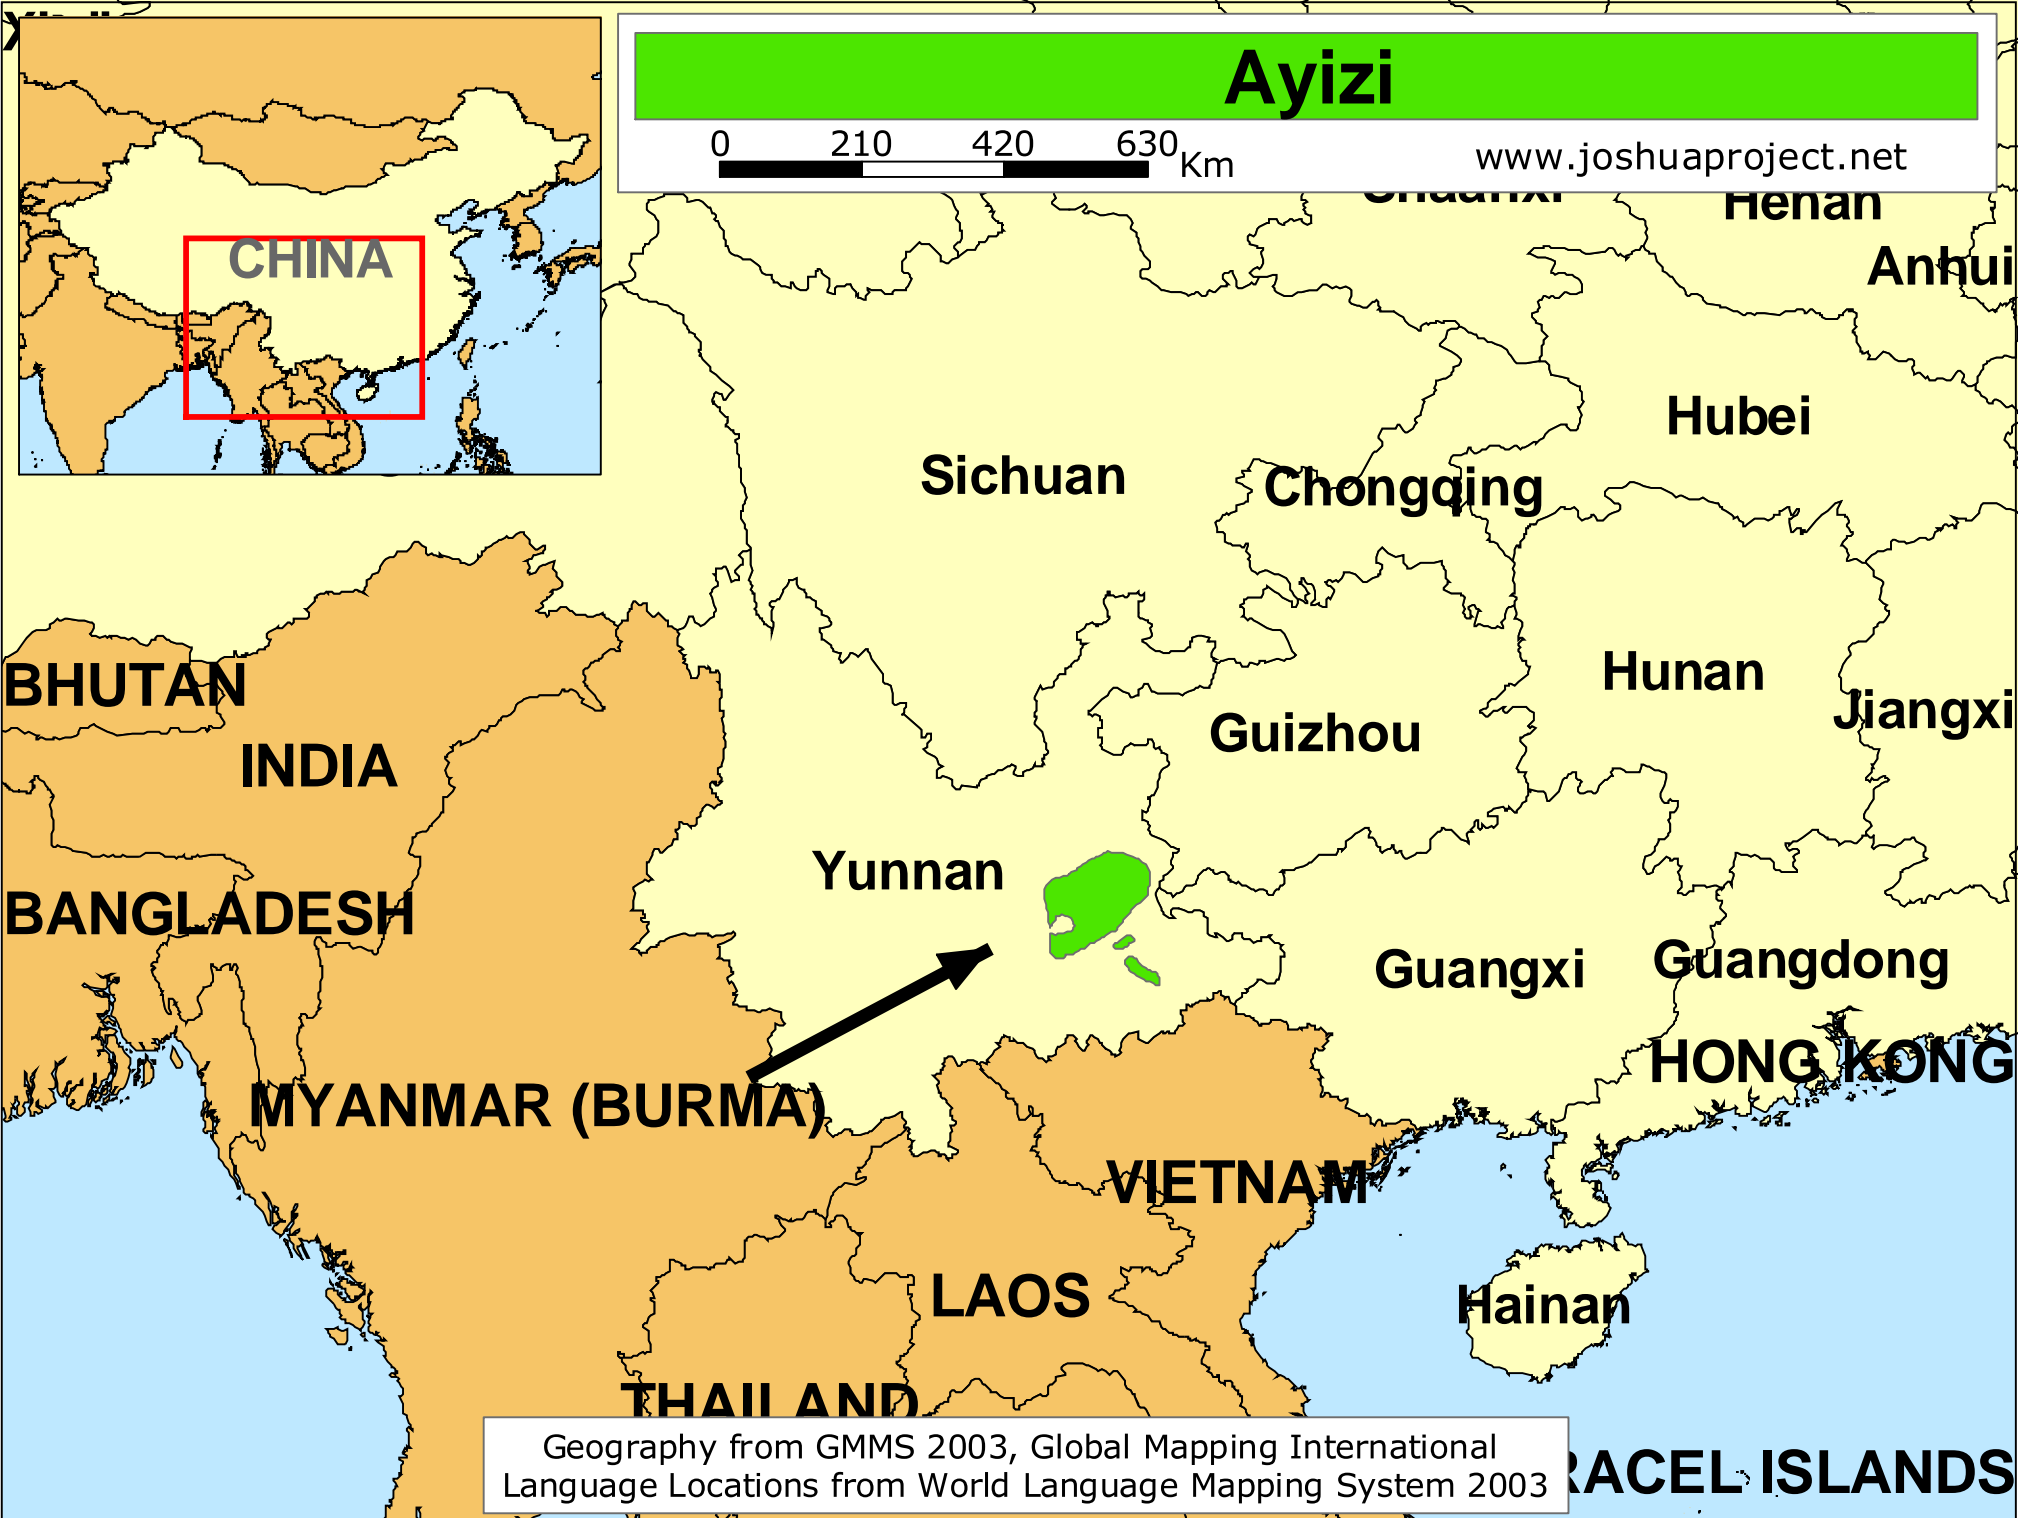 Ayizi
0 210 420 630
Km
www.joshuaproject.net
CHINA
Shaanxi
Henan
Anhui
Hubei
Sichuan
Chongqing
BHUTAN
Hunan
Jiangxi
Guizhou
INDIA
Yunnan
BANGLADESH
Guangxi
Guangdong
HONG KONG
MYANMAR (BURMA)
VIETNAM
LAOS
Hainan
THAILAND
Geography from GMMS 2003, Global Mapping International
Language Locations from World Language Mapping System 2003
RACEL ISLANDS